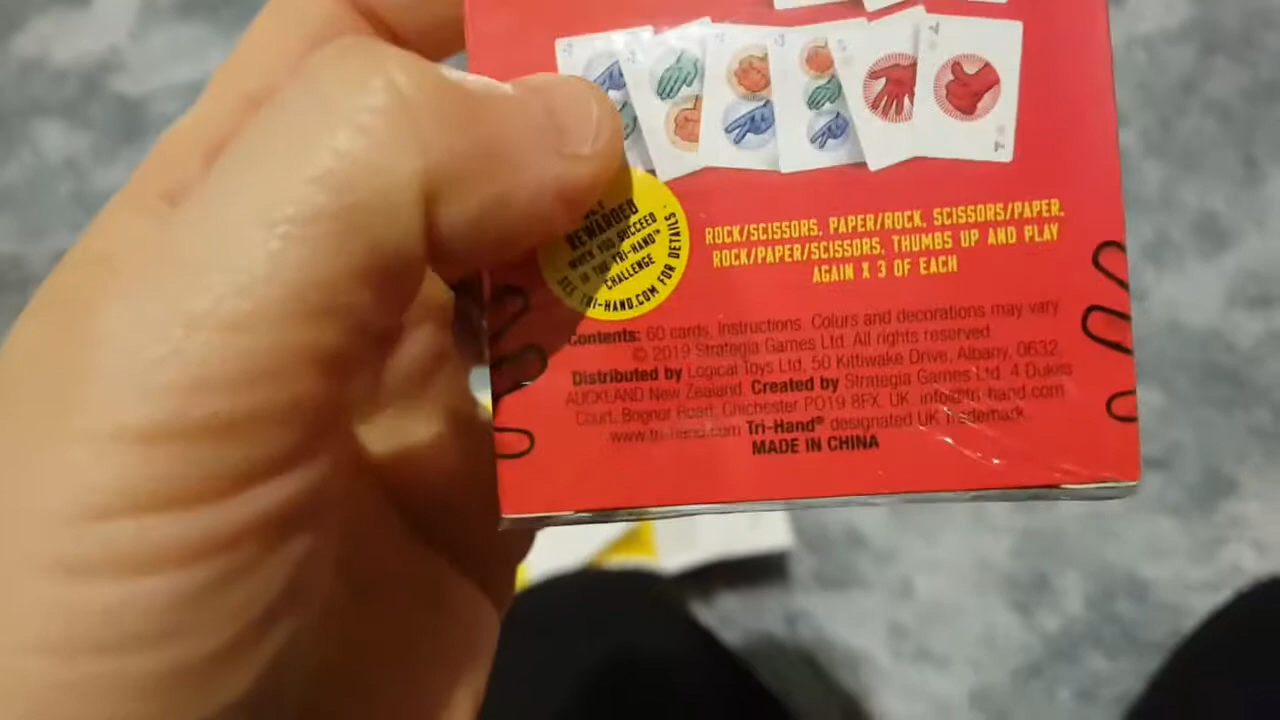 REWARDED
WHEN YOU SUCCEED
IN THE TRI-HAND™
CHALLENGE
SEE TRI-HAND.COM FOR DETAILS
ROCK/SCISSORS, PAPER/ROCK, SCISSORS/PAPER,
ROCK/PAPER/SCISSORS, THUMBS UP AND PLAY
AGAIN X 3 OF EACH
Contents: 60 cards, Instructions. Colurs and decorations may vary
© 2019 Strategia Games Ltd. All rights reserved
Distributed by Logical Toys Ltd, 50 Kittiwake Drive, Albany, 0632,
AUCKLAND New Zealand. Created by Strategia Games Ltd. 4 Dukes
Court, Bognor Road, Chichester PO19 8FX, UK. info@tri-hand.com
www.tri-hand.com Tri-Hand® designated UK Trademark
MADE IN CHINA